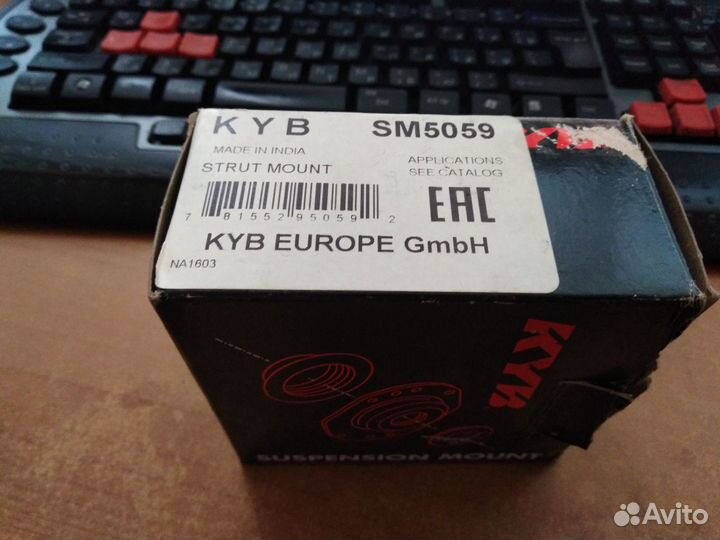 KYB SM5059
MADE IN INDIA
STRUT MOUNT
APPLICATIONS
SEE CATALOG
7 81552 95059 2
EAC
KYB EUROPE GmbH
NA1603
KYB
SUSPENSION MOUNT
Avito